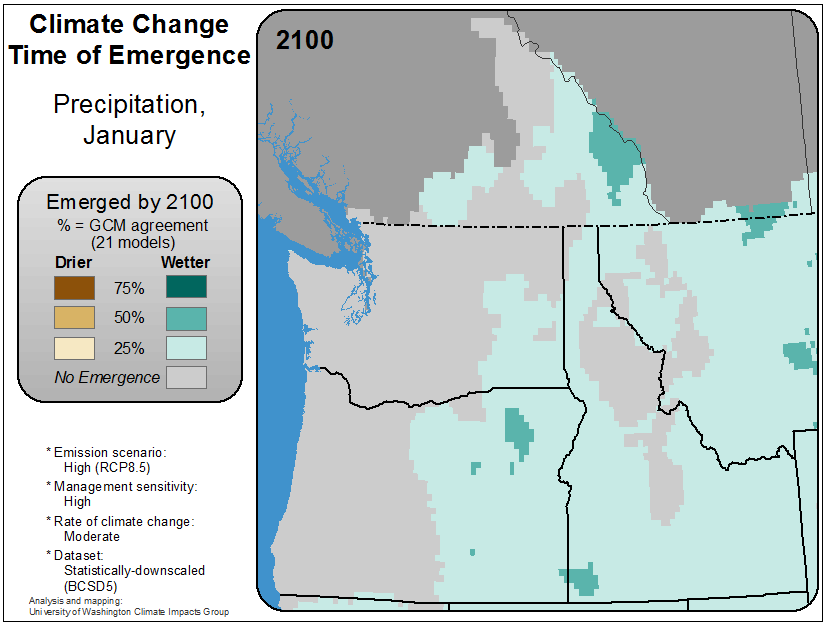 Climate Change
Time of Emergence
Precipitation,
January
2100
Emerged by 2100
% = GCM agreement
(21 models)
Drier Wetter
75%
50%
25%
No Emergence
* Emission scenario:
High (RCP8.5)
* Management sensitivity:
High
* Rate of climate change:
Moderate
* Dataset:
Statistically-downscaled
(BCSD5)
Analysis and mapping:
University of Washington Climate Impacts Group